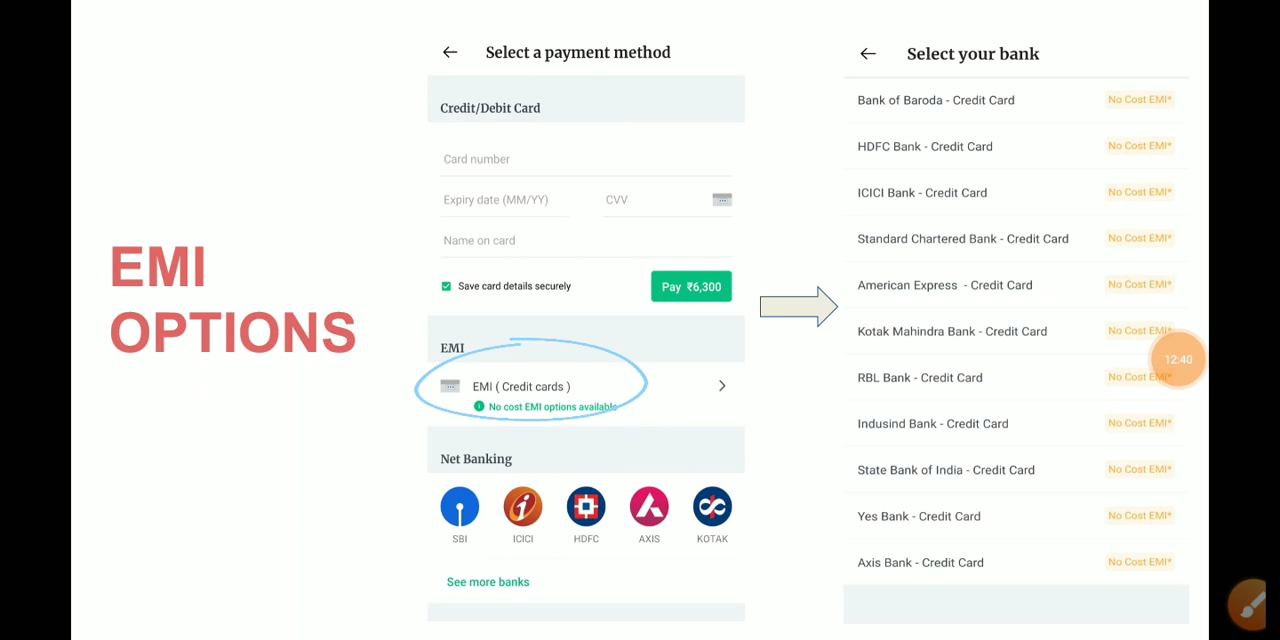 EMI
OPTIONS
Select a payment method
Credit/Debit Card
Card number
Expiry date (MM/YY) CVV
Name on card
Save card details securely
Pay ₹6,300
EMI
EMI ( Credit cards )
No cost EMI options available
Net Banking
SBI ICICI HDFC AXIS KOTAK
See more banks
Select your bank
Bank of Baroda - Credit Card No Cost EMI*
HDFC Bank - Credit Card No Cost EMI*
ICICI Bank - Credit Card No Cost EMI*
Standard Chartered Bank - Credit Card No Cost EMI*
American Express - Credit Card No Cost EMI*
Kotak Mahindra Bank - Credit Card No Cost EMI*
RBL Bank - Credit Card No Cost EMI*
Indusind Bank - Credit Card No Cost EMI*
State Bank of India - Credit Card No Cost EMI*
Yes Bank - Credit Card No Cost EMI*
Axis Bank - Credit Card No Cost EMI*
12:40